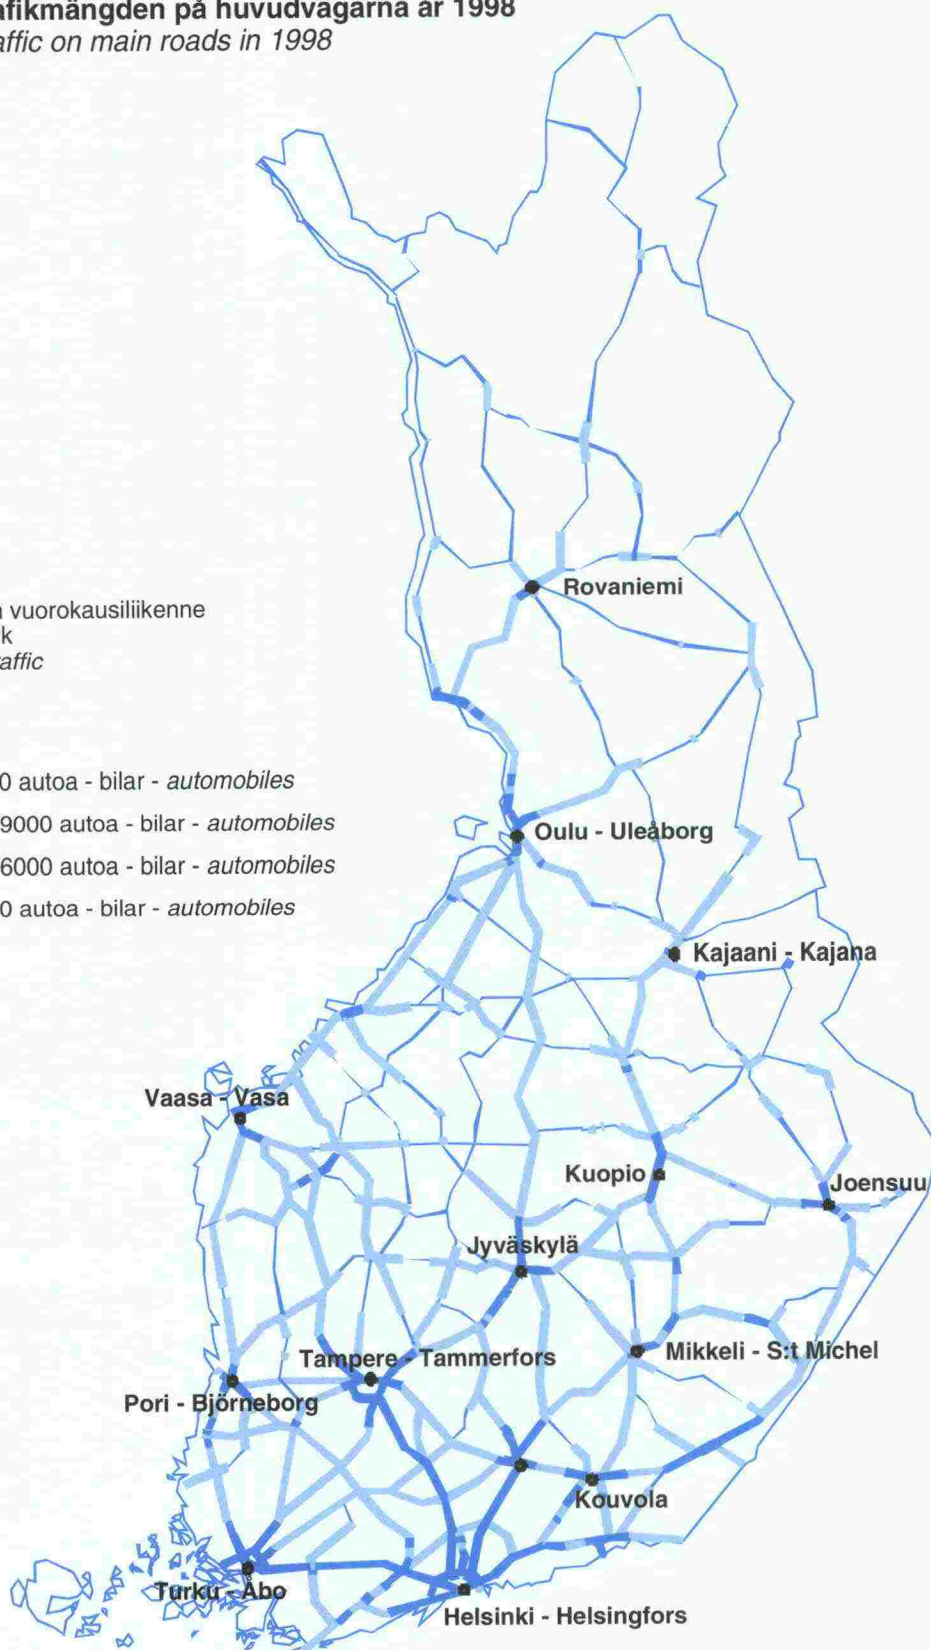 afikmängden på huvudvägarna år 1998
affic on main roads in 1998
Rovaniemi
n vuorokausiliikenne
k
raffic
0 autoa - bilar - automobiles
9000 autoa - bilar - automobiles
6000 autoa - bilar - automobiles
0 autoa - bilar - automobiles
Oulu - Uleåborg
Kajaani - Kajana
Vaasa - Vasa
Kuopio
Joensuu
Jyväskylä
Mikkeli - S:t Michel
Tampere - Tammerfors
Pori - Björneborg
Kouvola
Turku - Åbo
Helsinki - Helsingfors